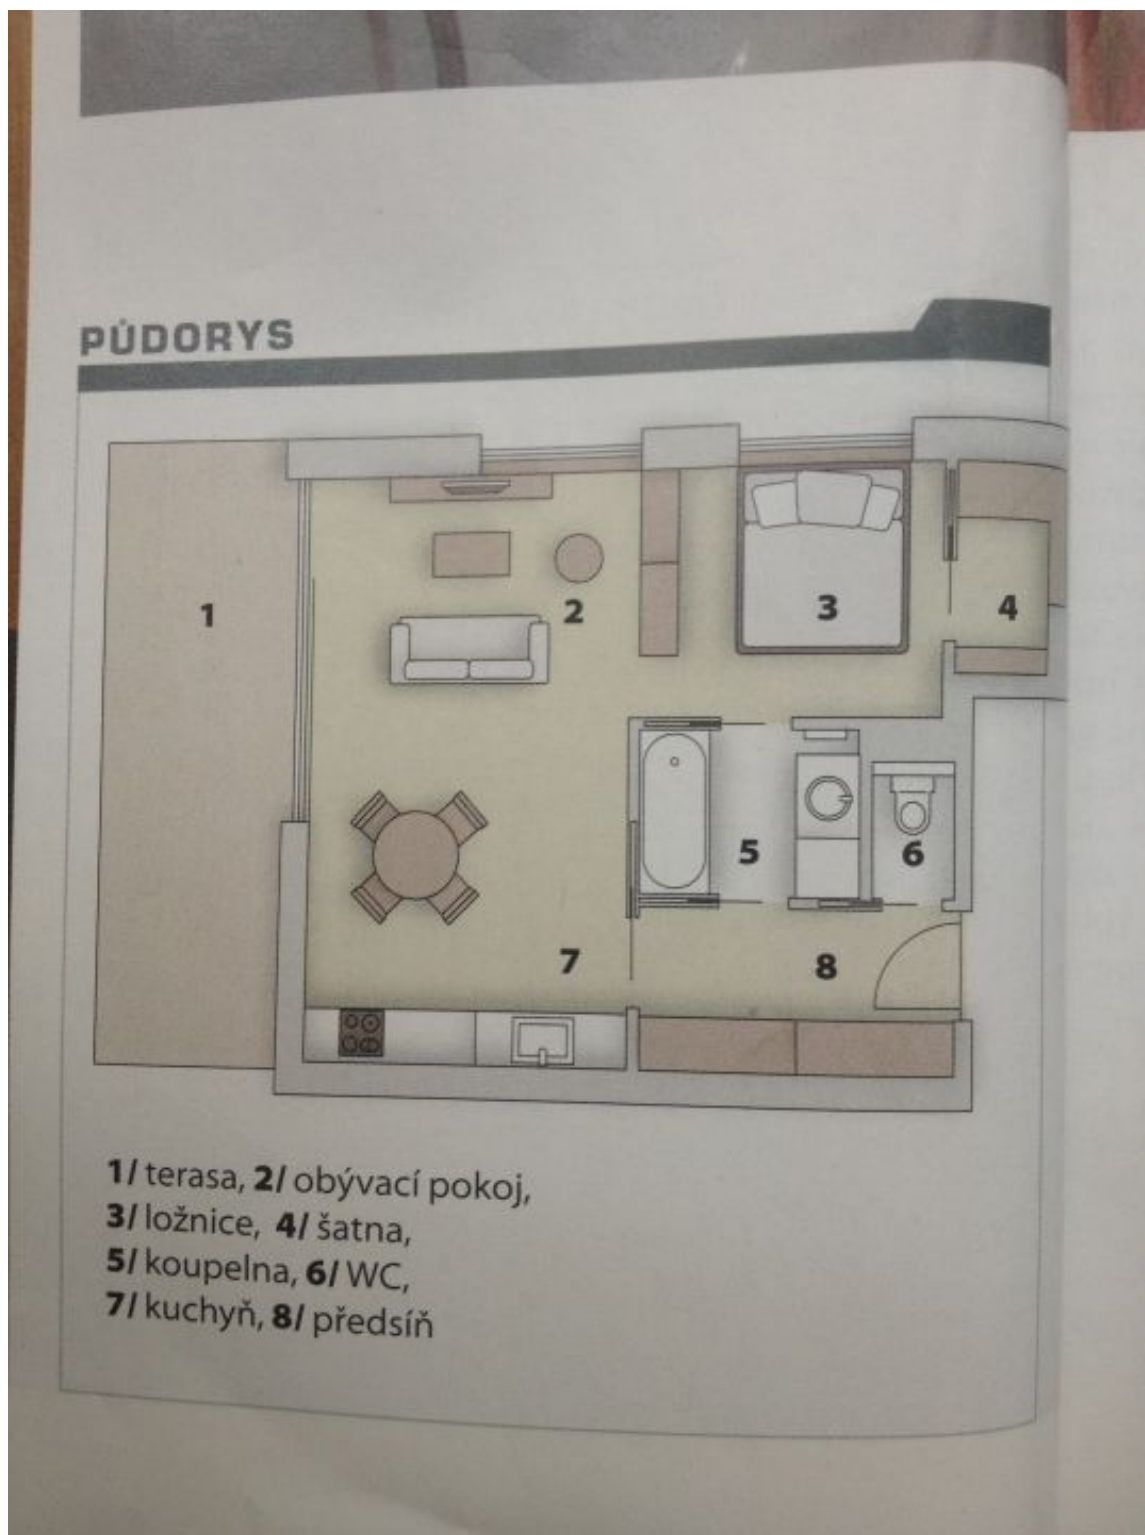 PŮDORYS
1
2
3
4
5
6
7
8
1/ terasa, 2/ obývací pokoj,
3/ ložnice, 4/ šatna,
5/ koupelna, 6/ WC,
7/ kuchyň, 8/ předsíň